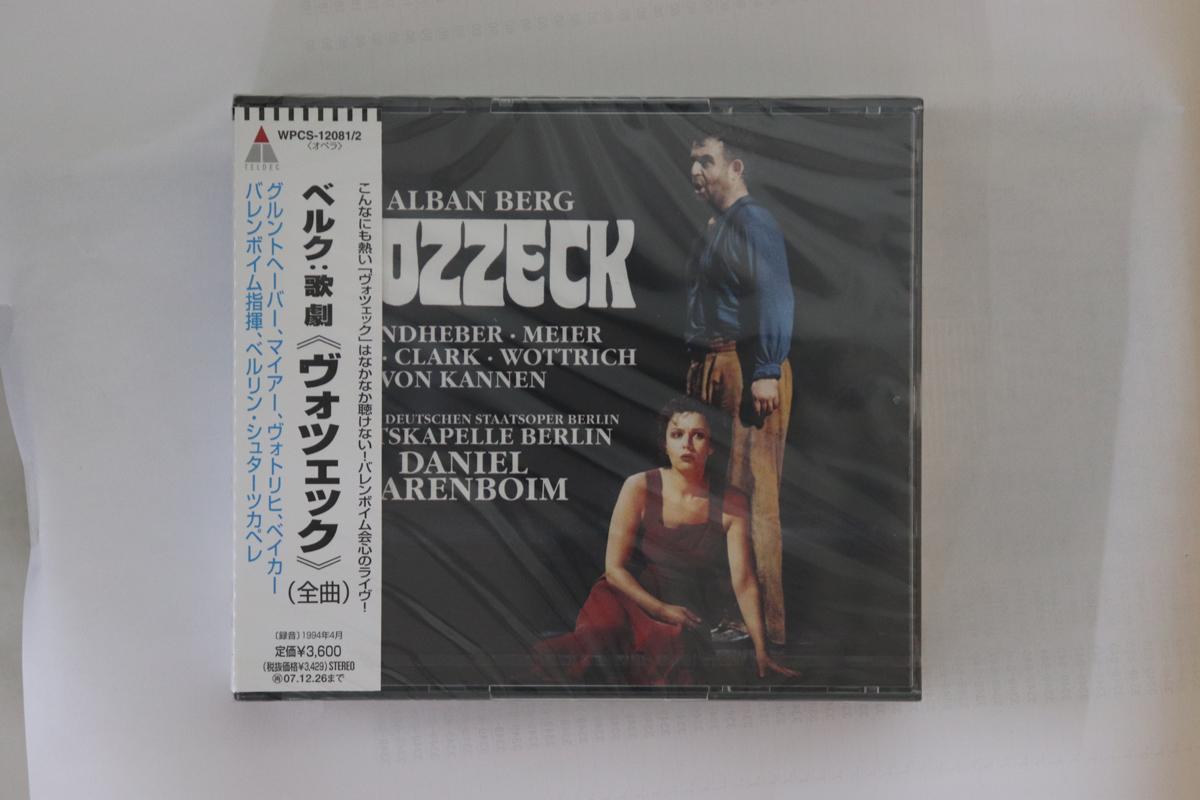 WPCS-12081/2
〈オペラ〉
TELDEC
こんなにも熱い「ヴォツェック」はなかなか聴けない!バレンボイム会心のライヴ!
ベルク:歌劇《ヴォツェック》(全曲)
グルントヘーバー、マイアー、ヴォトリヒ、ベイカー
バレンボイム指揮、ベルリン・シュターツカペレ
〔録音〕1994年4月
定価¥3,600
(税抜価格¥3,429) STEREO
㋬07.12.26まで
ALBAN BERG
OZZECK
NDHEBER · MEIER
· CLARK · WOTTRICH
VON KANNEN
DEUTSCHEN STAATSOPER BERLIN
TSKAPELLE BERLIN
DANIEL
ARENBOIM